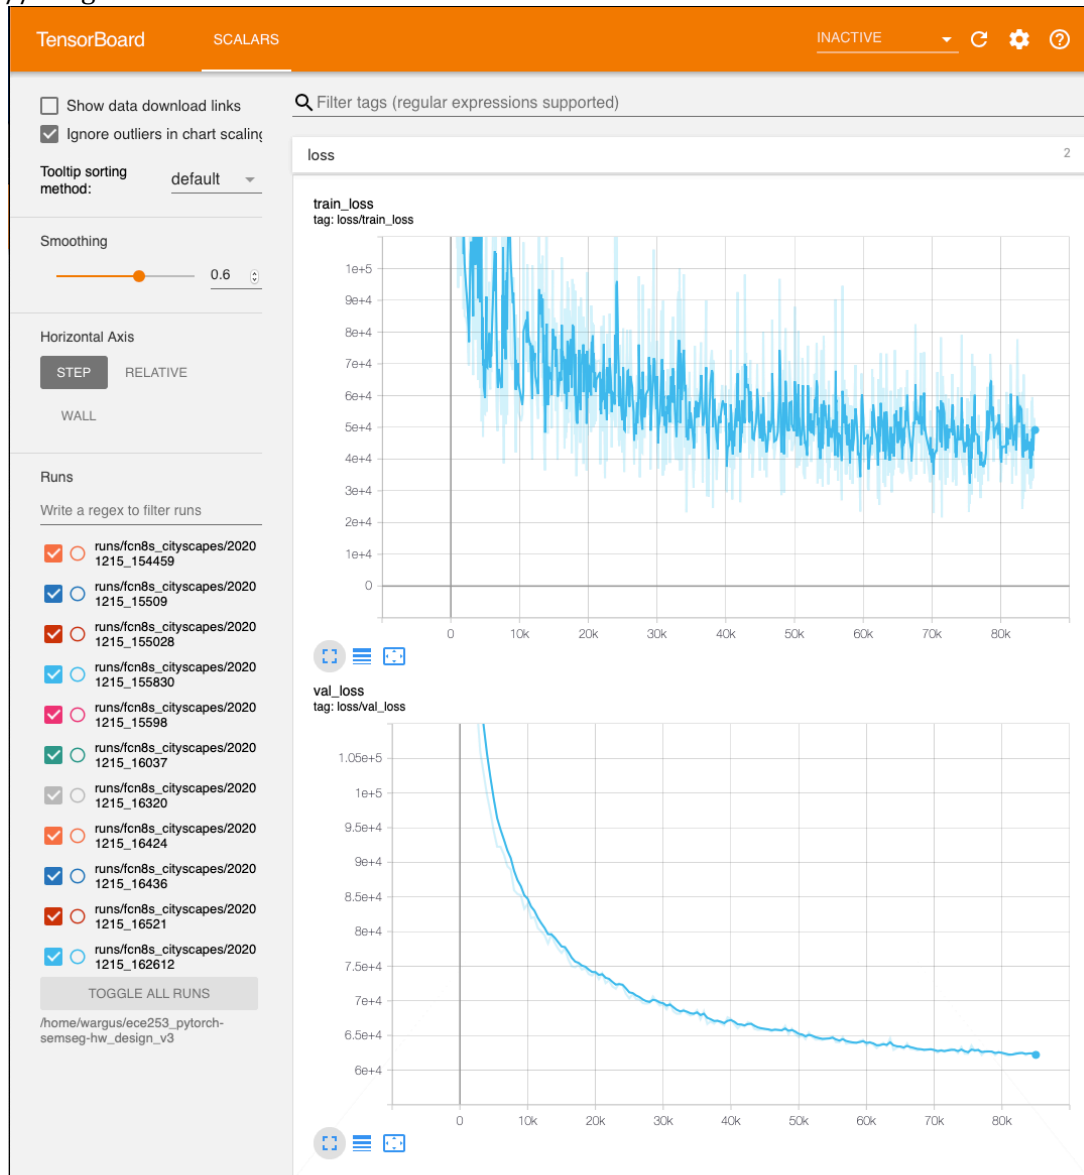 TensorBoard
SCALARS
INACTIVE
Show data download links
Ignore outliers in chart scaling
Tooltip sorting
method:
default
Smoothing
0.6
Horizontal Axis
STEP
RELATIVE
WALL
Runs
Write a regex to filter runs
runs/fcn8s_cityscapes/2020
1215_154459
runs/fcn8s_cityscapes/2020
1215_15509
runs/fcn8s_cityscapes/2020
1215_155028
runs/fcn8s_cityscapes/2020
1215_155830
runs/fcn8s_cityscapes/2020
1215_15598
runs/fcn8s_cityscapes/2020
1215_16037
runs/fcn8s_cityscapes/2020
1215_16320
runs/fcn8s_cityscapes/2020
1215_16424
runs/fcn8s_cityscapes/2020
1215_16436
runs/fcn8s_cityscapes/2020
1215_16521
runs/fcn8s_cityscapes/2020
1215_162612
TOGGLE ALL RUNS
/home/wargus/ece253_pytorch-
semseg-hw_design_v3
Filter tags (regular expressions supported)
loss
2
train_loss
tag: loss/train_loss
1e+5
9e+4
8e+4
7e+4
6e+4
5e+4
4e+4
3e+4
2e+4
1e+4
0
0 10k 20k 30k 40k 50k 60k 70k 80k
val_loss
tag: loss/val_loss
1.05e+5
1e+5
9.5e+4
9e+4
8.5e+4
8e+4
7.5e+4
7e+4
6.5e+4
6e+4
0 10k 20k 30k 40k 50k 60k 70k 80k